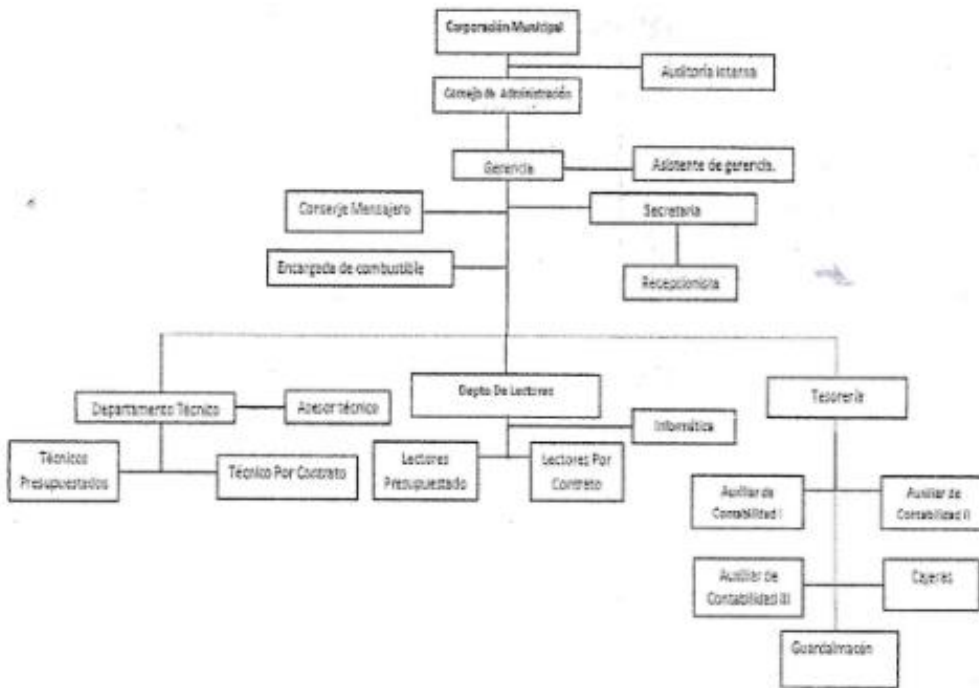 Corporación Municipal
Auditoría Interna
Consejo de Administración
Gerencia
Asistente de gerencia.
Conserje Mensajero
Secretaria
Encargada de combustible
Recepcionista
Depto De Lectores
Tesorería
Departamento Técnico
Asesor técnico
Informática
Técnicos
Presupuestados
Técnico Por Contrato
Lectores
Presupuestado
Lectores Por
Contrato
Auxiliar de
Contabilidad I
Auxiliar de
Contabilidad II
Auxiliar de
Contabilidad III
Cajeras
Guardalmacén